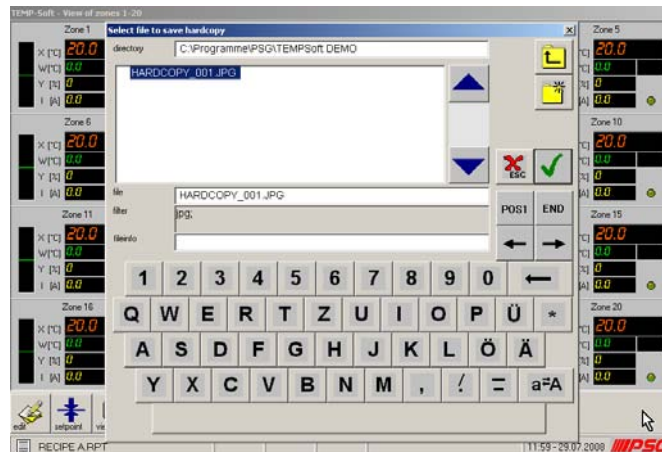 TEMP-Soft - View of zones 1-20
Select file to save hardcopy
directoy C:\Programme\PSG\TEMPSoft DEMO
HARDCOPY_001.JPG
ESC
file HARDCOPY_001.JPG
filter jpg;
fileinfo
POS1 END
1 2 3 4 5 6 7 8 9 0
Q W E R T Z U I O P Ü *
A S D F G H J K L Ö Ä
Y X C V B N M , a=A
Zone 1
X [°C] 20.0
W[°C] 0.0
Y [%] 0
I [A] 0.0
Zone 6
X [°C] 20.0
W[°C] 0.0
Y [%] 0
I [A] 0.0
Zone 11
X [°C] 20.0
W[°C] 0.0
Y [%] 0
I [A] 0.0
Zone 16
X [°C] 20.0
W[°C] 0.0
Y [%] 0
I [A] 0.0
Zone 5
20.0
0.0
0
0.0
Zone 10
20.0
0.0
0
0.0
Zone 15
20.0
0.0
0
0.0
Zone 20
20.0
0.0
0
0.0
edit setpoint
RECIPE A.RPT 11:59 - 29.07.2008 PSG